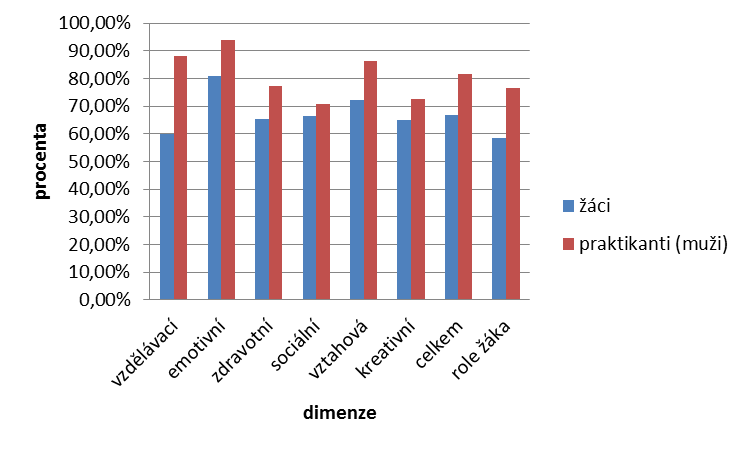 100,00%
90,00%
80,00%
70,00%
60,00%
50,00%
40,00%
30,00%
20,00%
10,00%
0,00%
procenta
vzdělávací
emotivní
zdravotní
sociální
vztahová
kreativní
celkem
role žáka
dimenze
žáci
praktikanti (muži)